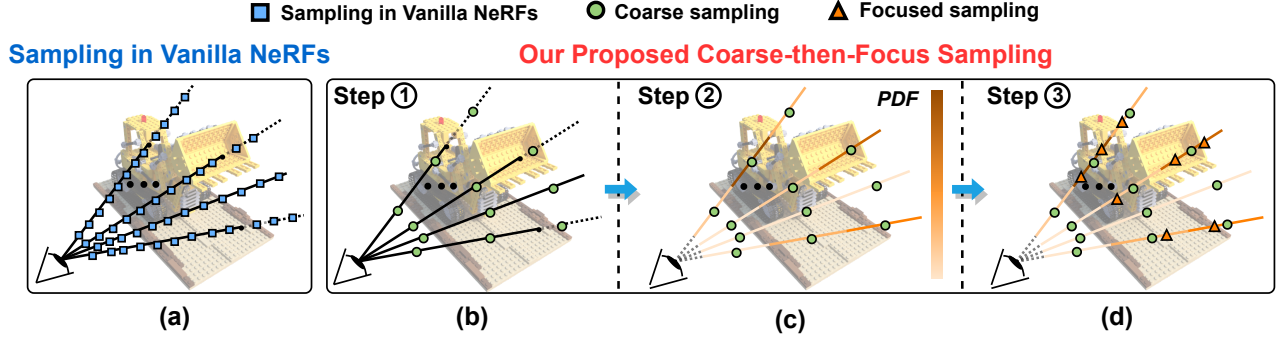 Sampling in Vanilla NeRFs Coarse sampling Focused sampling
Sampling in Vanilla NeRFs Our Proposed Coarse-then-Focus Sampling
Step ① Step ② PDF Step ③
(a) (b) (c) (d)